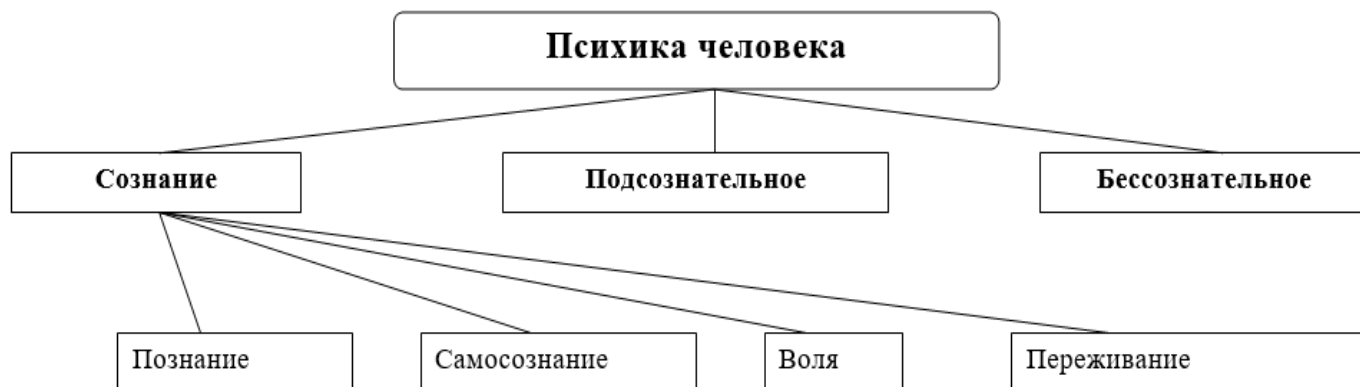 Психика человека
Сознание
Подсознательное
Бессознательное
Познание
Самосознание
Воля
Переживание